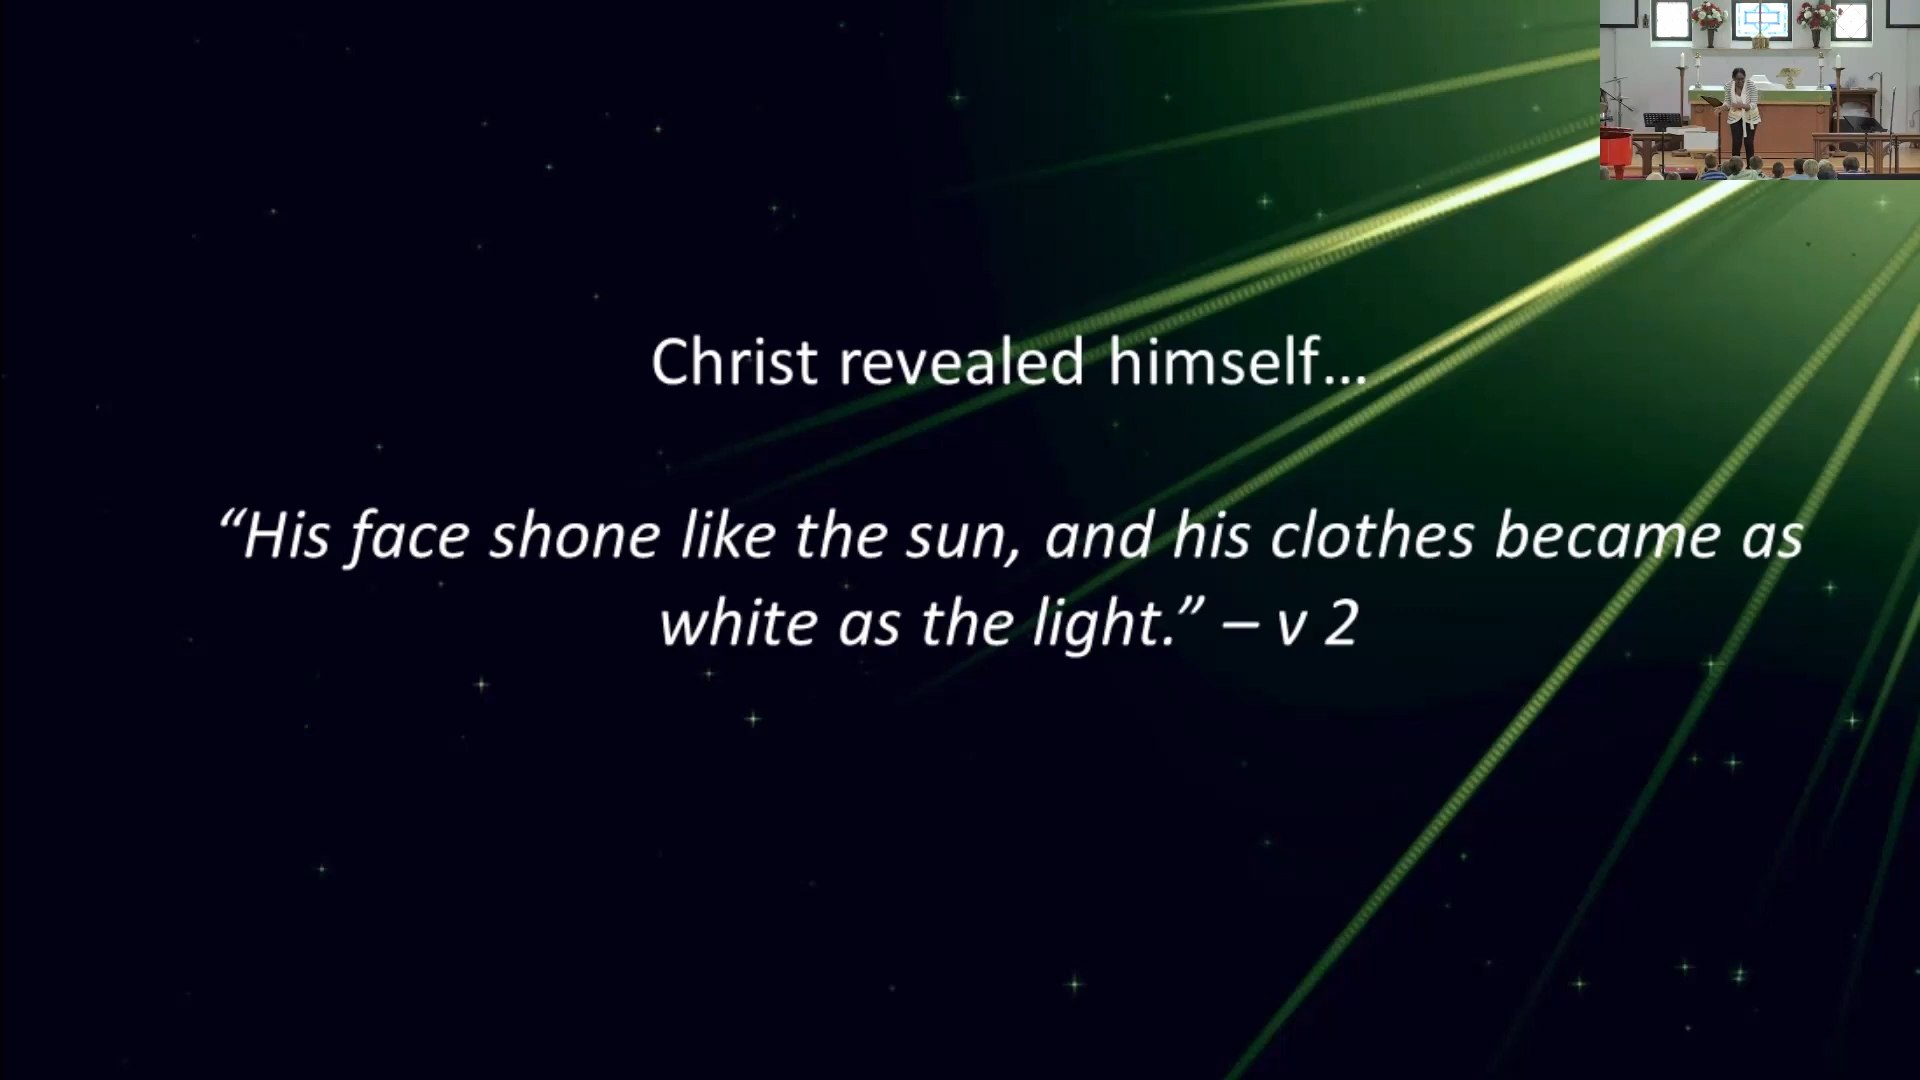 Christ revealed himself...
“His face shone like the sun, and his clothes became as
white as the light.” – v 2